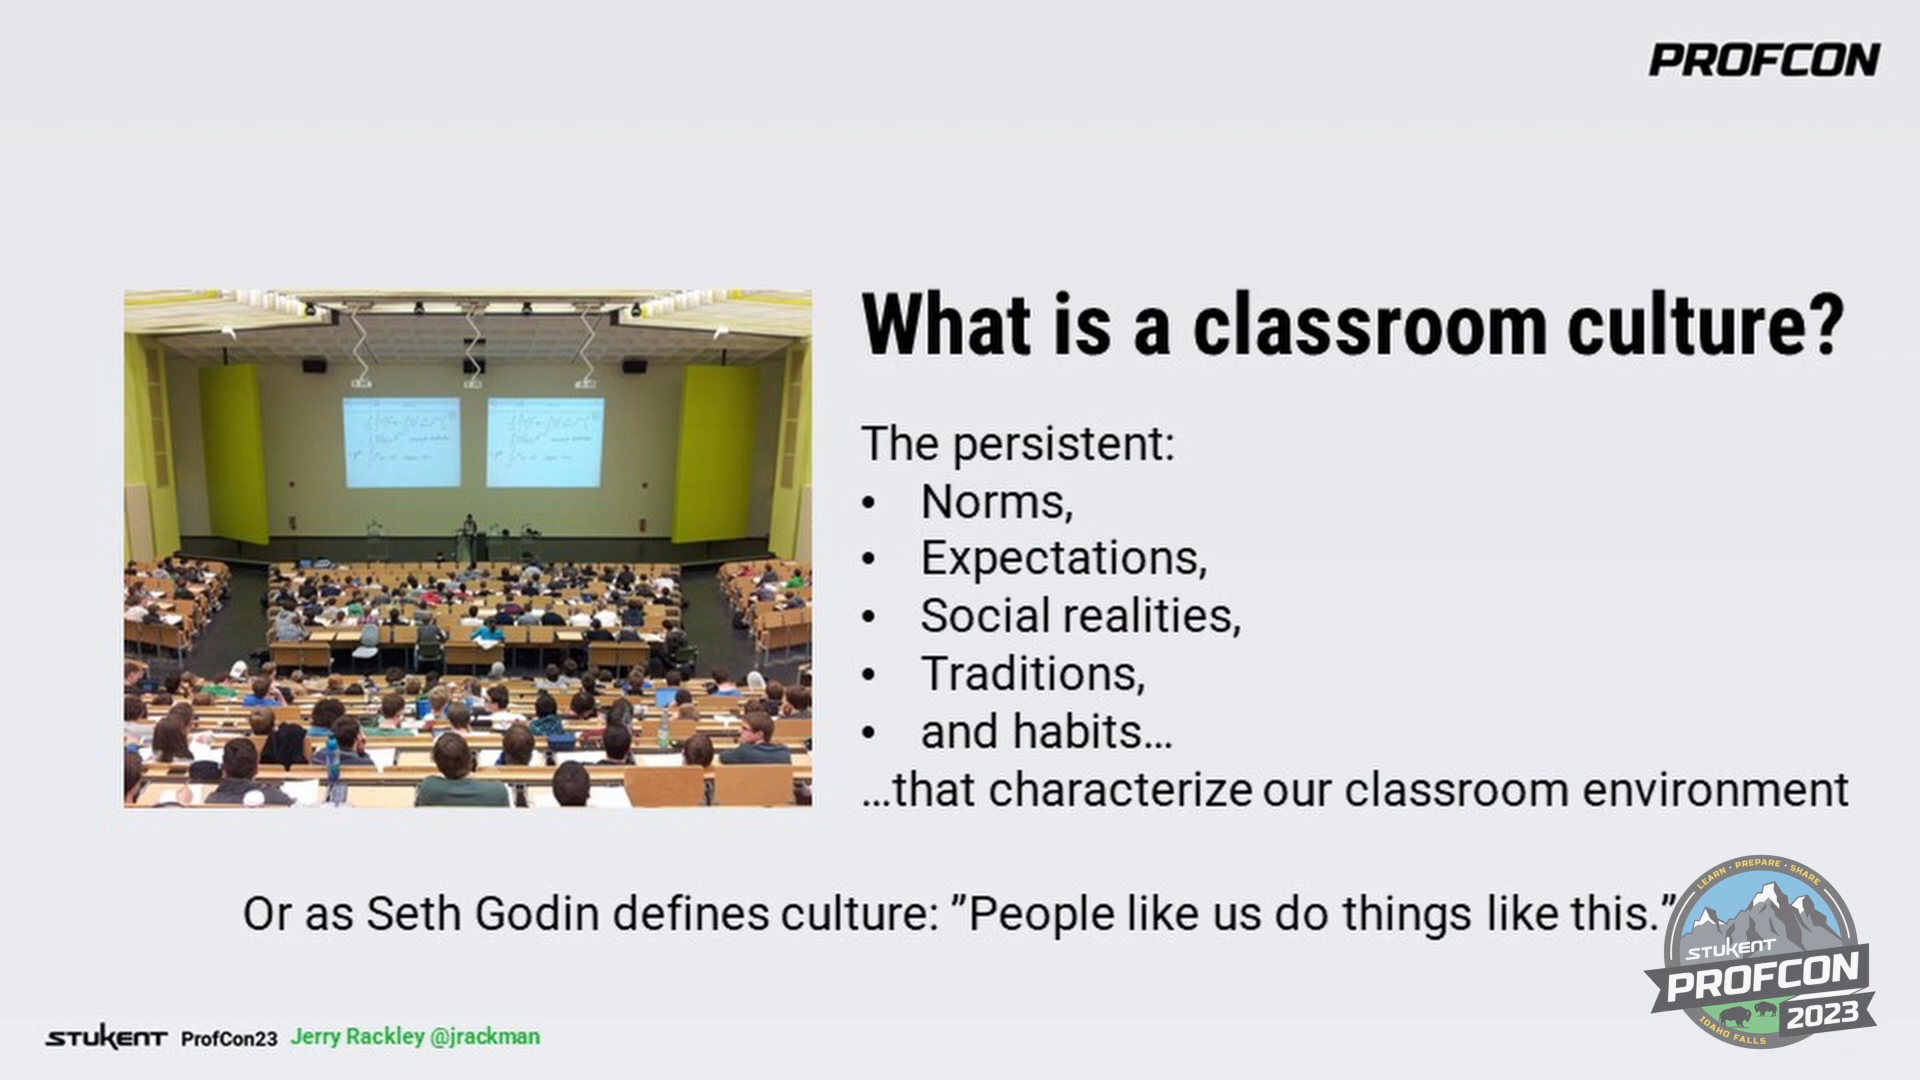 PROFCON
What is a classroom culture?
The persistent:
• Norms,
• Expectations,
• Social realities,
• Traditions,
• and habits...
...that characterize our classroom environment
Or as Seth Godin defines culture: ”People like us do things like this.”
LEARN • PREPARE • SHARE
STUKENT
PROFCON
2023
IDAHO FALLS
STUKENT ProfCon23 Jerry Rackley @jrackman